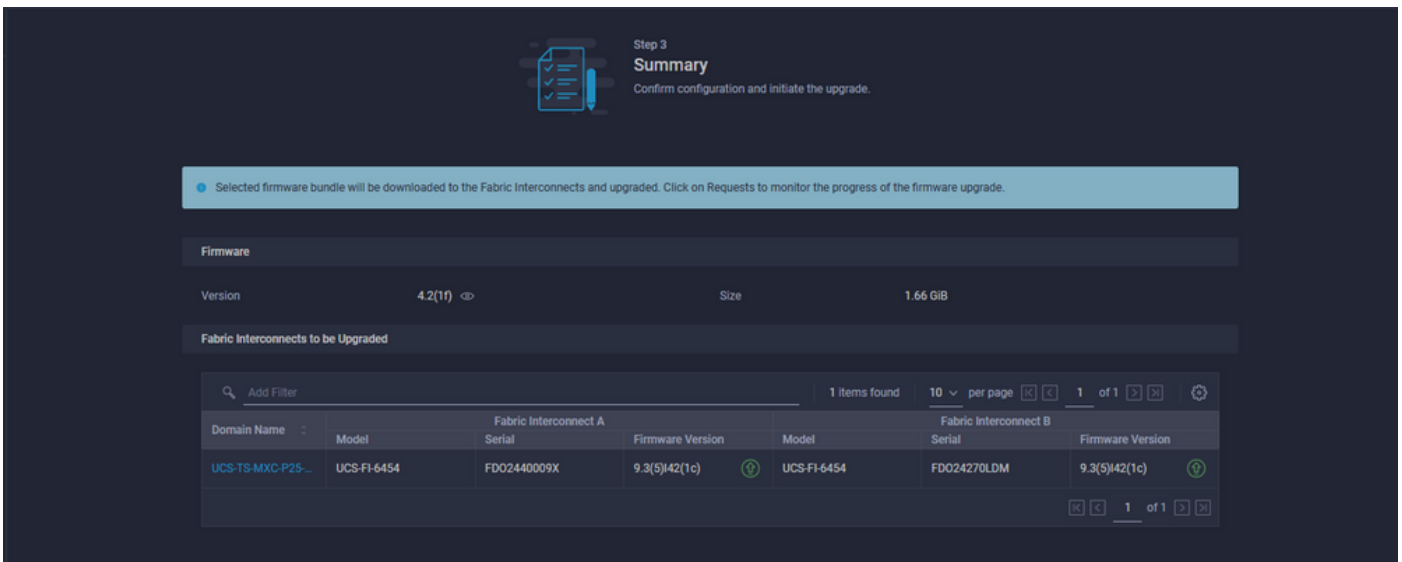 Step 3
Summary
Confirm configuration and initiate the upgrade.
Selected firmware bundle will be downloaded to the Fabric Interconnects and upgraded. Click on Requests to monitor the progress of the firmware upgrade.
Firmware
Version 4.2(1f) Size 1.66 GiB
Fabric Interconnects to be Upgraded
Add Filter 1 items found 10 per page 1 of 1
Domain Name Fabric Interconnect A Fabric Interconnect B
Model Serial Firmware Version Model Serial Firmware Version
UCS-TS-MXC-P25-... UCS-FI-6454 FDO2440009X 9.3(5)I42(1c) UCS-FI-6454 FDO24270LDM 9.3(5)I42(1c)
1 of 1